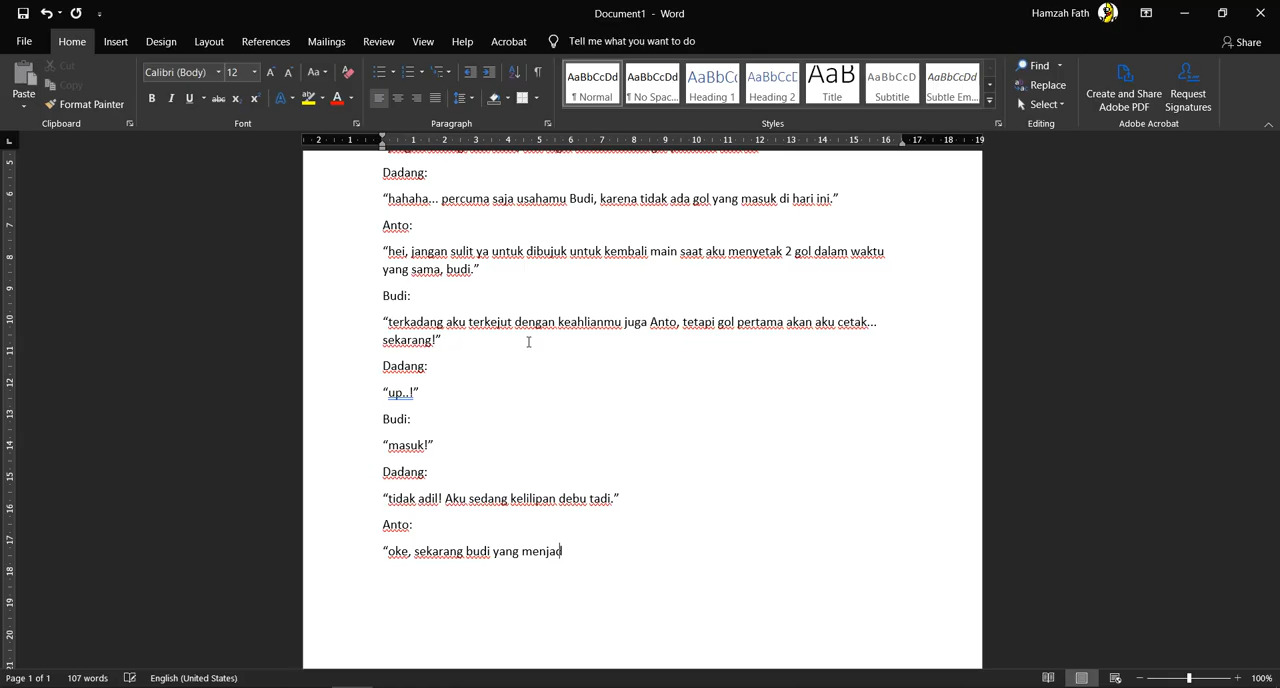 Document1 - Word
Hamzah Fath
File Home Insert Design Layout References Mailings Review View Help Acrobat Tell me what you want to do Share
Paste
Cut
Copy
Format Painter
Clipboard
Calibri (Body) 12
Font
Paragraph
AaBbCcDd
¶ Normal
AaBbCcDd
¶ No Spac...
AaBbC(
Heading 1
AaBbCcE
Heading 2
AaB
Title
AaBbCcD
Subtitle
AaBbCcDd
Subtle Em...
Styles
Find
Replace
Select
Editing
Create and Share Adobe PDF
Request Signatures
Adobe Acrobat
Dadang:
“hahaha... percuma saja usahamu Budi, karena tidak ada gol yang masuk di hari ini.”
Anto:
“hei, jangan sulit ya untuk dibujuk untuk kembali main saat aku menyetak 2 gol dalam waktu
yang sama, budi.”
Budi:
“terkadang aku terkejut dengan keahlianmu juga Anto, tetapi gol pertama akan aku cetak...
sekarang!”
Dadang:
“up..!”
Budi:
“masuk!”
Dadang:
“tidak adil! Aku sedang kelilipan debu tadi.”
Anto:
“oke, sekarang budi yang menjad
Page 1 of 1 107 words English (United States) 100%